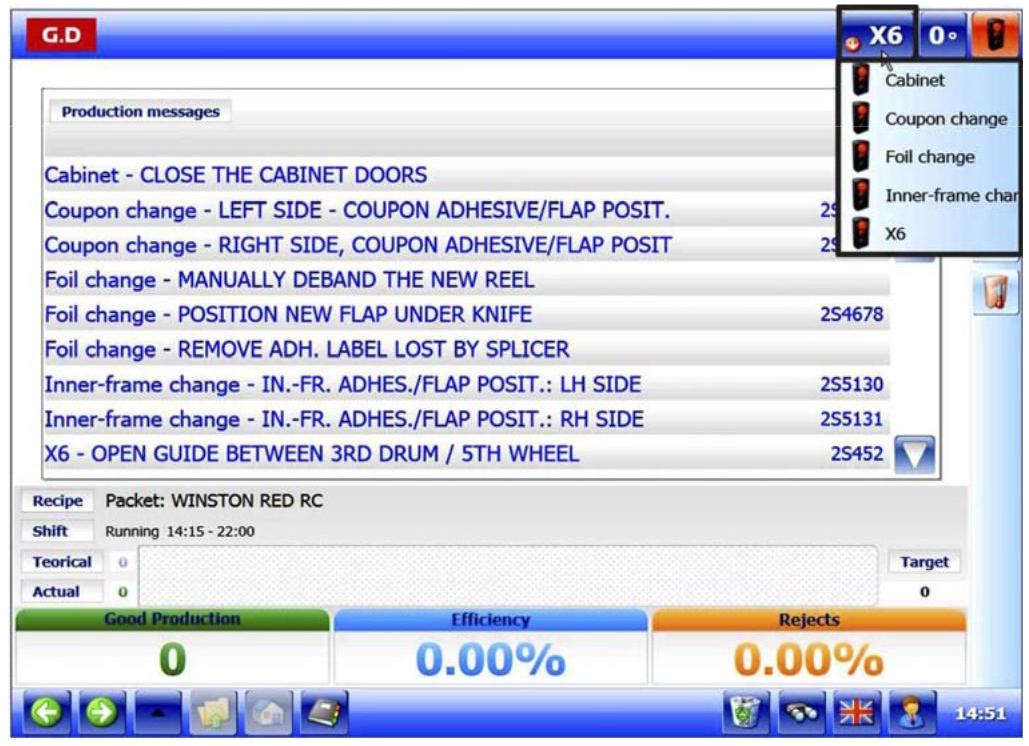 G.D
X6
0°
Cabinet
Coupon change
Foil change
Inner-frame char
X6
Production messages
Cabinet - CLOSE THE CABINET DOORS
Coupon change - LEFT SIDE - COUPON ADHESIVE/FLAP POSIT. 2S
Coupon change - RIGHT SIDE, COUPON ADHESIVE/FLAP POSIT 2S
Foil change - MANUALLY DEBAND THE NEW REEL
Foil change - POSITION NEW FLAP UNDER KNIFE 2S4678
Foil change - REMOVE ADH. LABEL LOST BY SPLICER
Inner-frame change - IN.-FR. ADHES./FLAP POSIT.: LH SIDE 2S5130
Inner-frame change - IN.-FR. ADHES./FLAP POSIT.: RH SIDE 2S5131
X6 - OPEN GUIDE BETWEEN 3RD DRUM / 5TH WHEEL 2S452
Recipe Packet: WINSTON RED RC
Shift Running 14:15 - 22:00
Teorical 0 Target
Actual 0 0
Good Production Efficiency Rejects
0 0.00% 0.00%
14:51